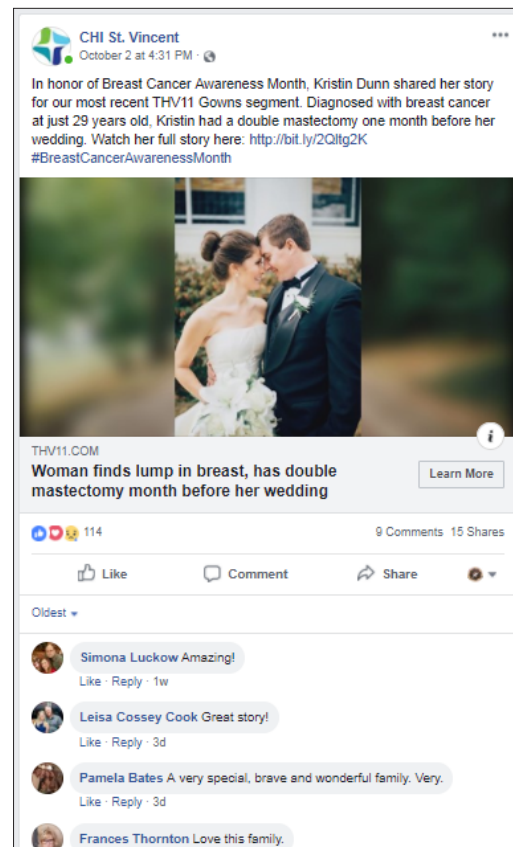 CHI St. Vincent
October 2 at 4:31 PM ·
In honor of Breast Cancer Awareness Month, Kristin Dunn shared her story
for our most recent THV11 Gowns segment. Diagnosed with breast cancer
at just 29 years old, Kristin had a double mastectomy one month before her
wedding. Watch her full story here: http://bit.ly/2Qltg2K
#BreastCancerAwarenessMonth
i
THV11.COM
Woman finds lump in breast, has double
mastectomy month before her wedding
Learn More
114
9 Comments 15 Shares
Like Comment Share
Oldest
Simona Luckow Amazing!
Like · Reply · 1w
Leisa Cossey Cook Great story!
Like · Reply · 3d
Pamela Bates A very special, brave and wonderful family. Very.
Like · Reply · 3d
Frances Thornton Love this family.